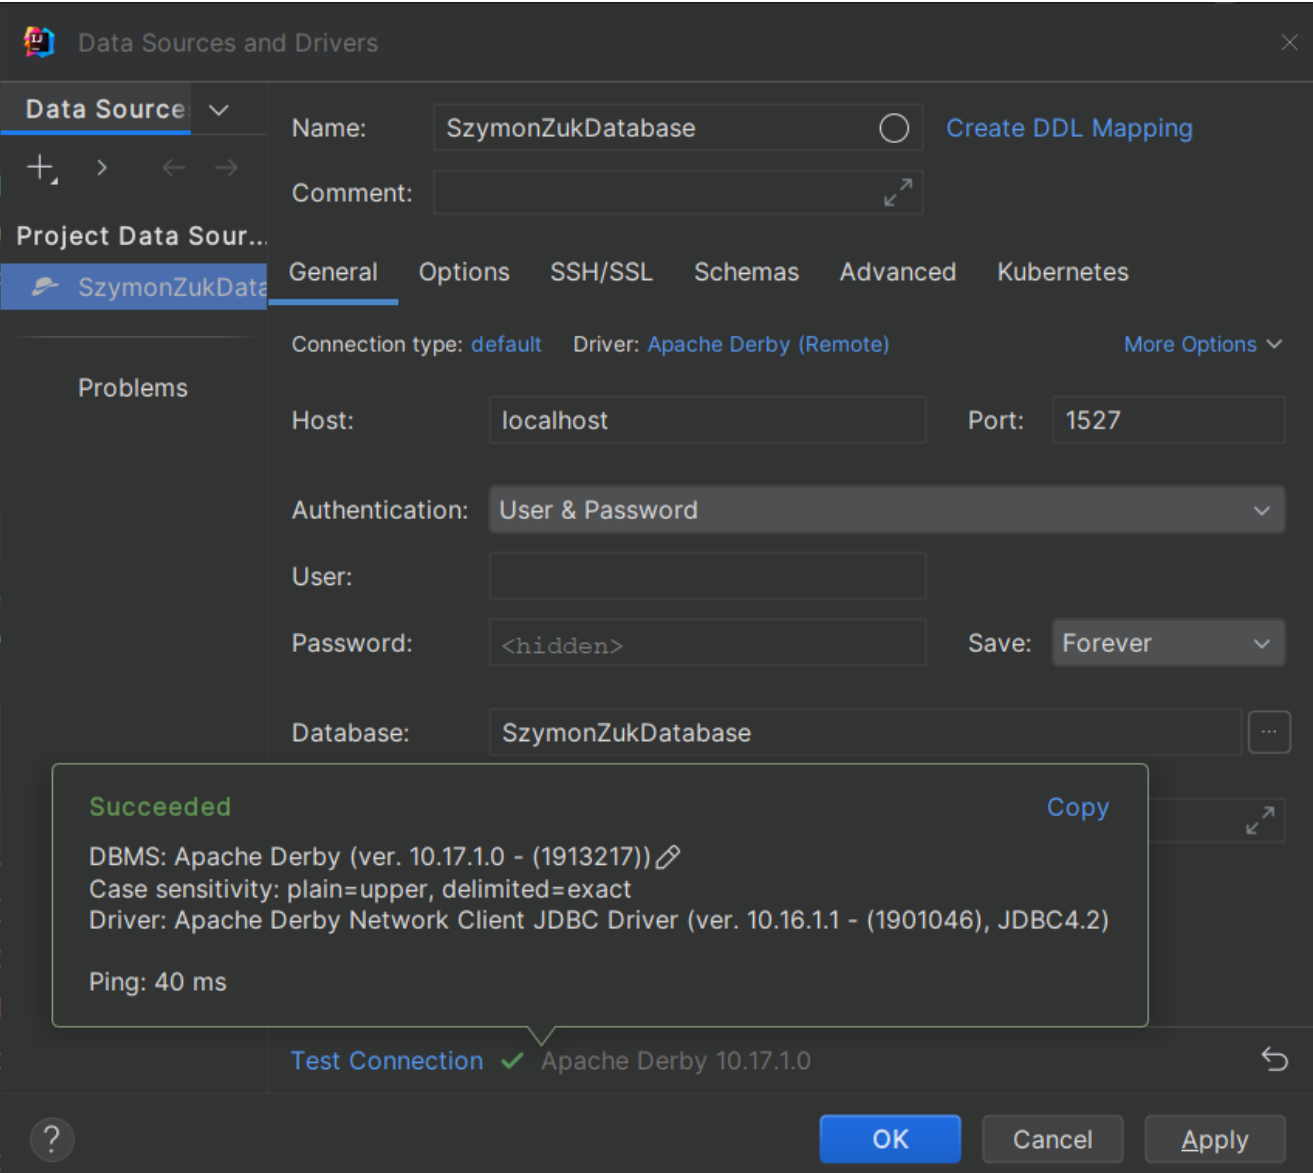 Data Sources and Drivers
Data Source
Name: SzymonZukDatabase Create DDL Mapping
Comment:
Project Data Sour...
SzymonZukData
Problems
General Options SSH/SSL Schemas Advanced Kubernetes
Connection type: default Driver: Apache Derby (Remote) More Options
Host: localhost Port: 1527
Authentication: User & Password
User:
Password: <hidden> Save: Forever
Database: SzymonZukDatabase ...
Succeeded Copy
DBMS: Apache Derby (ver. 10.17.1.0 - (1913217))
Case sensitivity: plain=upper, delimited=exact
Driver: Apache Derby Network Client JDBC Driver (ver. 10.16.1.1 - (1901046), JDBC4.2)
Ping: 40 ms
Test Connection Apache Derby 10.17.1.0
? OK Cancel Apply